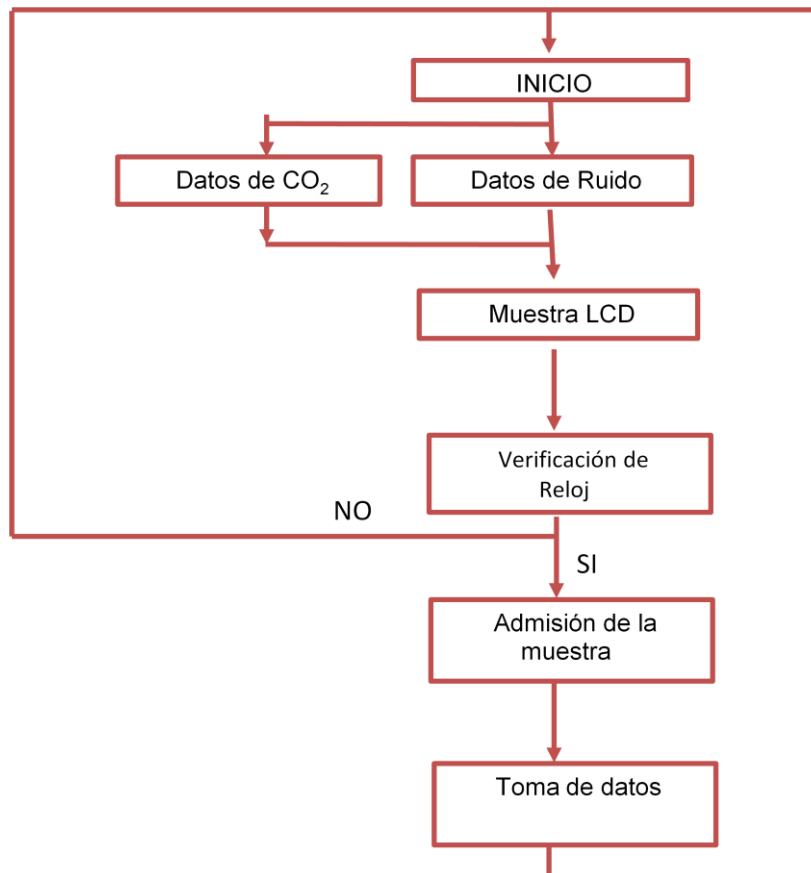 INICIO
Datos de CO₂
Datos de Ruido
Muestra LCD
Verificación de
Reloj
NO
SI
Admisión de la
muestra
Toma de datos